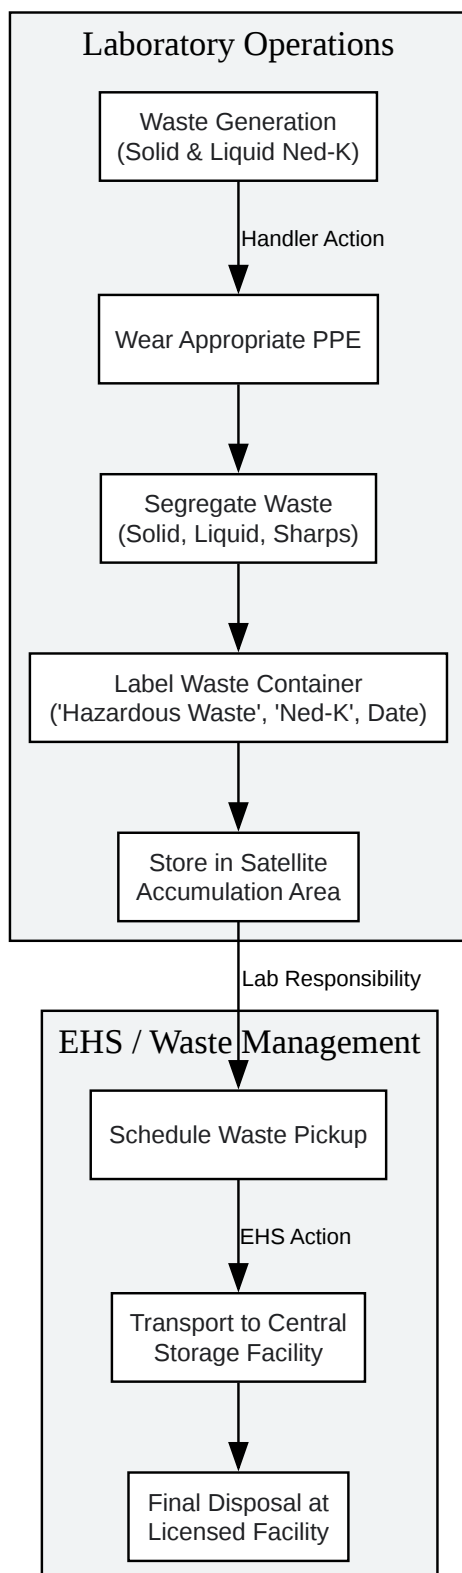 Laboratory Operations
Waste Generation
(Solid & Liquid Ned-K)
Handler Action
Wear Appropriate PPE
Segregate Waste
(Solid, Liquid, Sharps)
Label Waste Container
('Hazardous Waste', 'Ned-K', Date)
Store in Satellite
Accumulation Area
Lab Responsibility
EHS / Waste Management
Schedule Waste Pickup
EHS Action
Transport to Central
Storage Facility
Final Disposal at
Licensed Facility